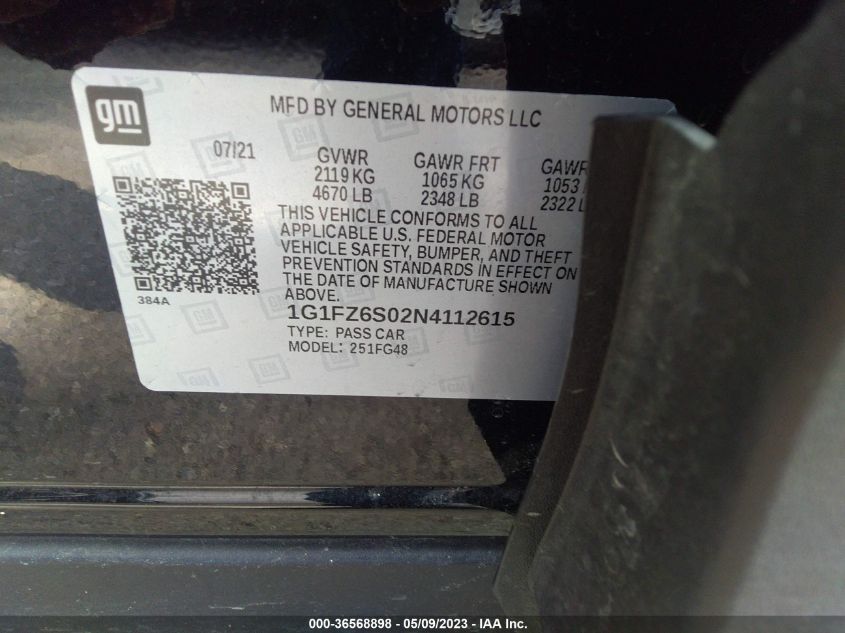 gm
MFD BY GENERAL MOTORS LLC
07/21 GVWR GAWR FRT GAWR
2119 KG 1065 KG 1053
4670 LB 2348 LB 2322 L
THIS VEHICLE CONFORMS TO ALL
APPLICABLE U.S. FEDERAL MOTOR
VEHICLE SAFETY, BUMPER, AND THEFT
PREVENTION STANDARDS IN EFFECT ON
THE DATE OF MANUFACTURE SHOWN
ABOVE.
384A
1G1FZ6S02N4112615
TYPE: PASS CAR
MODEL: 251FG48
000-36568898 - 05/09/2023 - IAA Inc.